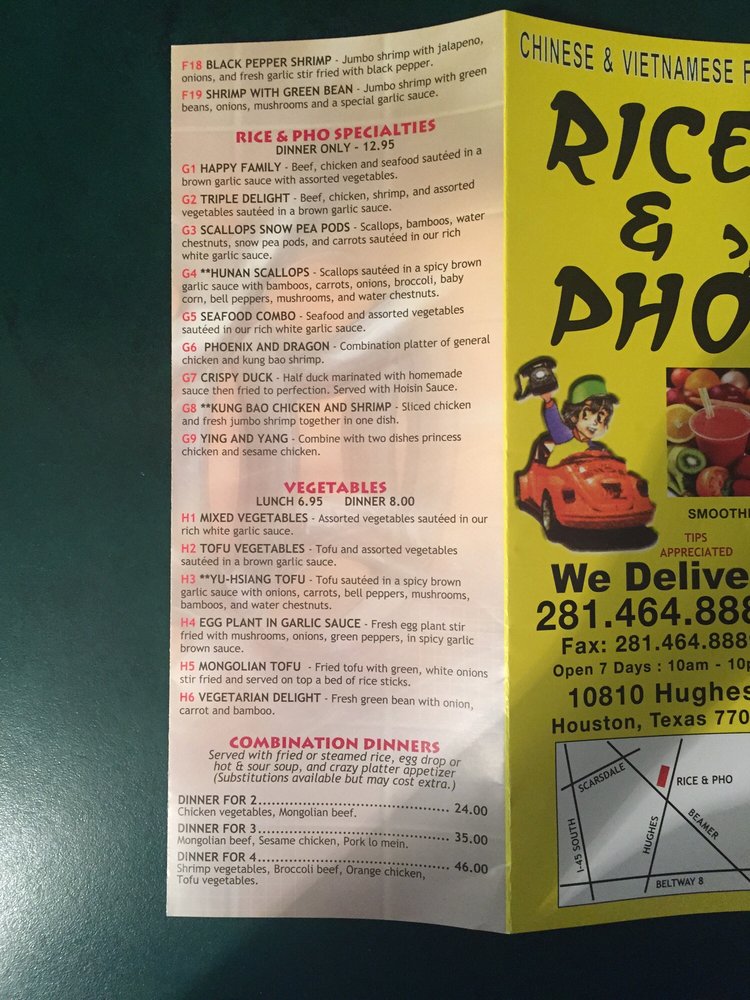 F18 BLACK PEPPER SHRIMP - Jumbo shrimp with jalapeno,
onions, and fresh garlic stir fried with black pepper.
F19 SHRIMP WITH GREEN BEAN - Jumbo shrimp with green
beans, onions, mushrooms and a special garlic sauce.
RICE & PHO SPECIALTIES
DINNER ONLY - 12.95
G1 HAPPY FAMILY - Beef, chicken and seafood sautéed in a
brown garlic sauce with assorted vegetables.
G2 TRIPLE DELIGHT - Beef, chicken, shrimp, and assorted
vegetables sautéed in a brown garlic sauce.
G3 SCALLOPS SNOW PEA PODS - Scallops, bamboos, water
chestnuts, snow pea pods, and carrots sautéed in our rich
white garlic sauce.
G4 **HUNAN SCALLOPS - Scallops sautéed in a spicy brown
garlic sauce with bamboos, carrots, onions, broccoli, baby
corn, bell peppers, mushrooms, and water chestnuts.
G5 SEAFOOD COMBO - Seafood and assorted vegetables
sautéed in our rich white garlic sauce.
G6 PHOENIX AND DRAGON - Combination platter of general
chicken and kung bao shrimp.
G7 CRISPY DUCK - Half duck marinated with homemade
sauce then fried to perfection. Served with Hoisin Sauce.
G8 **KUNG BAO CHICKEN AND SHRIMP - Sliced chicken
and fresh jumbo shrimp together in one dish.
G9 YING AND YANG - Combine with two dishes princess
chicken and sesame chicken.
VEGETABLES
LUNCH 6.95 DINNER 8.00
H1 MIXED VEGETABLES - Assorted vegetables sautéed in our
rich white garlic sauce.
H2 TOFU VEGETABLES - Tofu and assorted vegetables
sautéed in a brown garlic sauce.
H3 **YU-HSIANG TOFU - Tofu sautéed in a spicy brown
garlic sauce with onions, carrots, bell peppers, mushrooms,
bamboos, and water chestnuts.
H4 EGG PLANT IN GARLIC SAUCE - Fresh egg plant stir
fried with mushrooms, onions, green peppers, in spicy garlic
brown sauce.
H5 MONGOLIAN TOFU - Fried tofu with green, white onions
stir fried and served on top a bed of rice sticks.
H6 VEGETARIAN DELIGHT - Fresh green bean with onion,
carrot and bamboo.
COMBINATION DINNERS
Served with fried or steamed rice, egg drop or
hot & sour soup, and crazy platter appetizer
(Substitutions available but may cost extra.)
DINNER FOR 2........................................ 24.00
Chicken vegetables, Mongolian beef.
DINNER FOR 3........................................ 35.00
Mongolian beef, Sesame chicken, Pork lo mein.
DINNER FOR 4........................................ 46.00
Shrimp vegetables, Broccoli beef, Orange chicken,
Tofu vegetables.
CHINESE & VIETNAMESE F
RICE
&
PHO
SMOOTHI
TIPS
APPRECIATED
We Delive
281.464.888
Fax: 281.464.888
Open 7 Days : 10am - 10p
10810 Hughes
Houston, Texas 770
SCARSDALE
RICE & PHO
I-45 SOUTH
HUGHES
BEAMER
BELTWAY 8